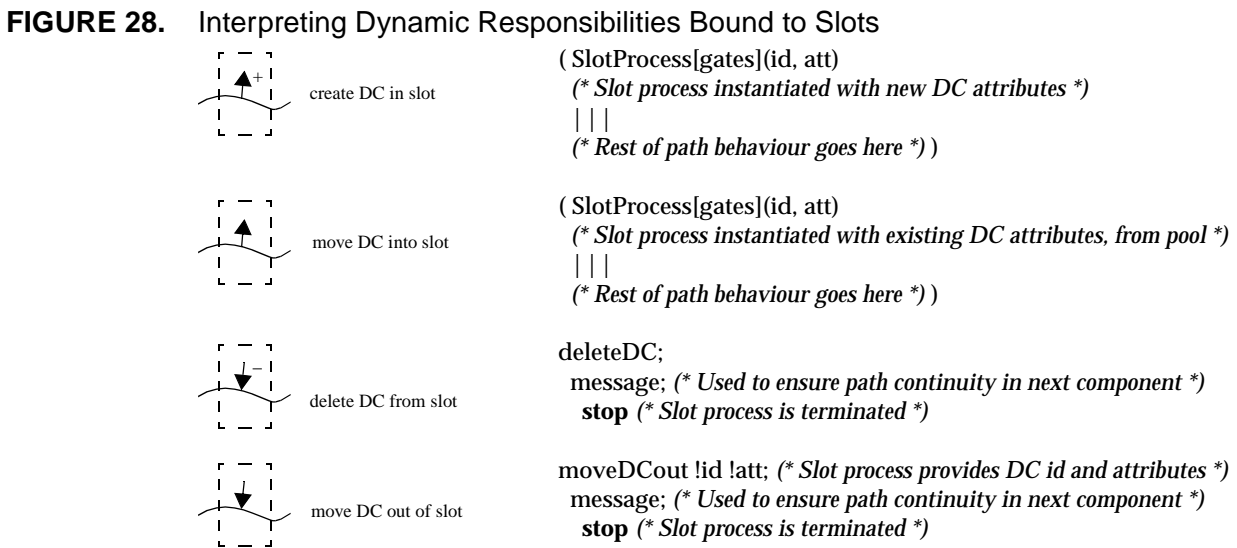 FIGURE 28. Interpreting Dynamic Responsibilities Bound to Slots
+
create DC in slot
( SlotProcess[gates](id, att)
(* Slot process instantiated with new DC attributes *)
| | |
(* Rest of path behaviour goes here *) )
move DC into slot
( SlotProcess[gates](id, att)
(* Slot process instantiated with existing DC attributes, from pool *)
| | |
(* Rest of path behaviour goes here *) )
–
delete DC from slot
deleteDC;
message; (* Used to ensure path continuity in next component *)
stop (* Slot process is terminated *)
move DC out of slot
moveDCout !id !att; (* Slot process provides DC id and attributes *)
message; (* Used to ensure path continuity in next component *)
stop (* Slot process is terminated *)